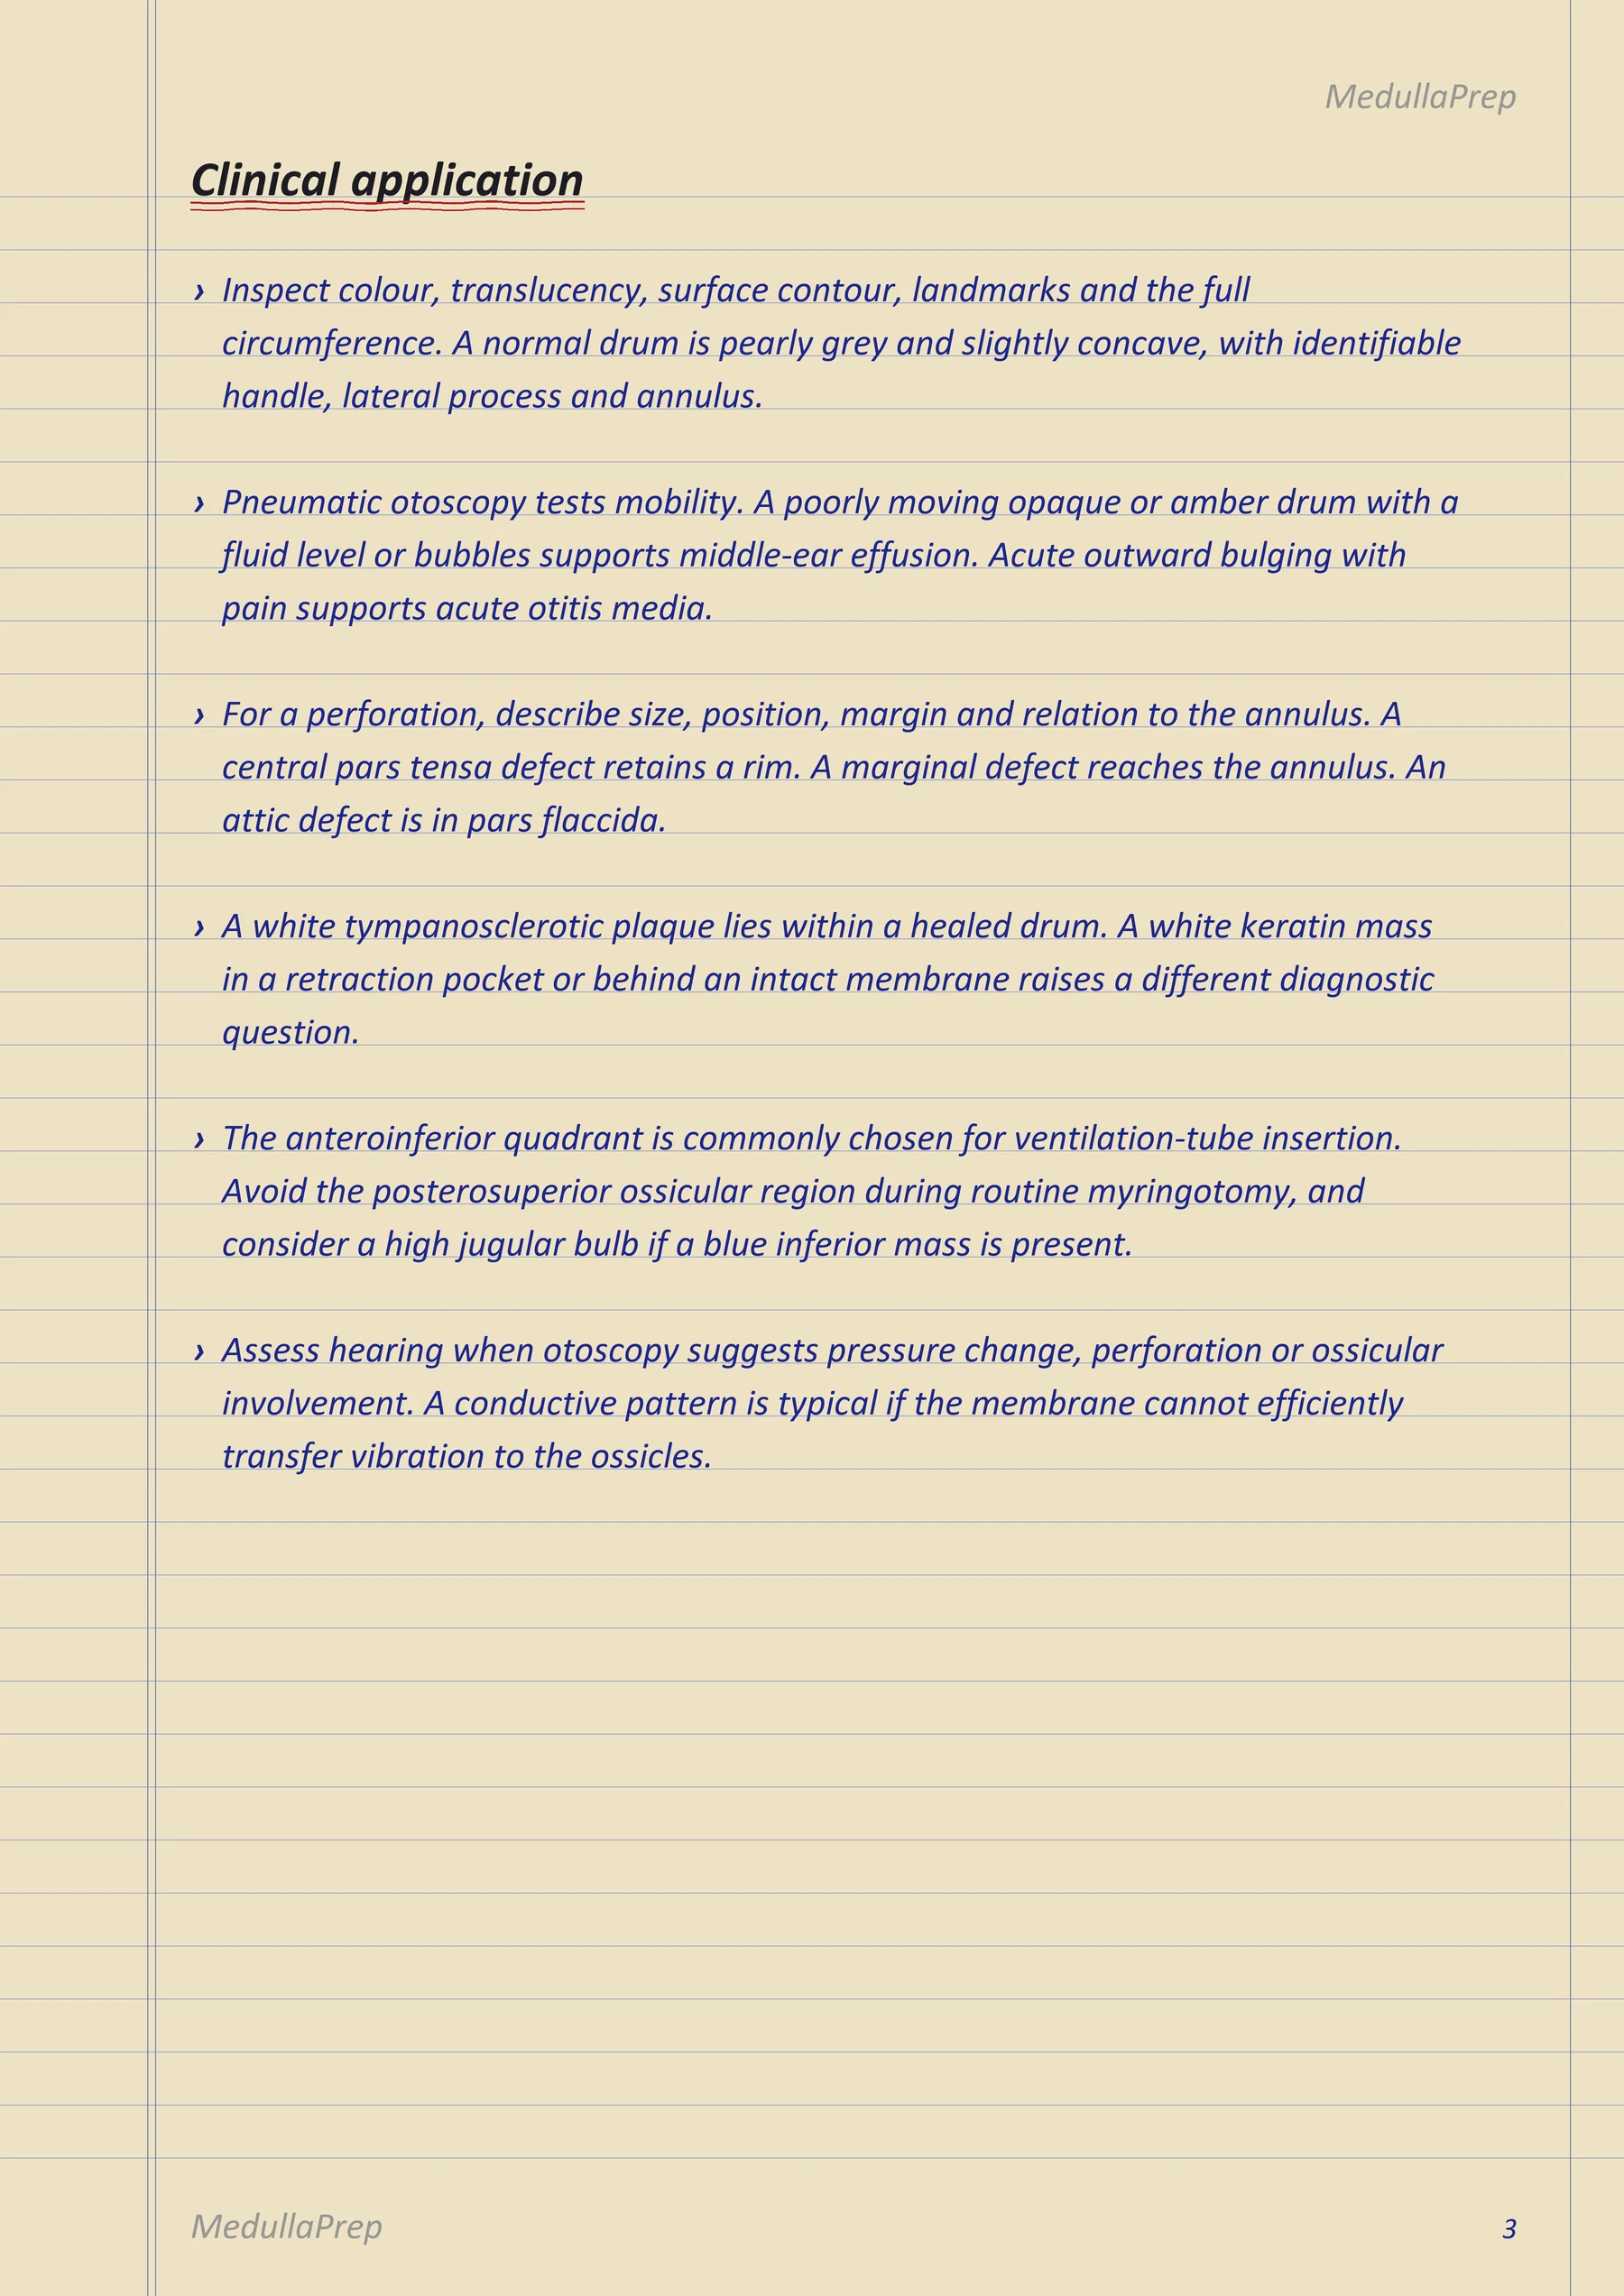 MedullaPrep
Clinical application
› Inspect colour, translucency, surface contour, landmarks and the full
circumference. A normal drum is pearly grey and slightly concave, with identifiable
handle, lateral process and annulus.
› Pneumatic otoscopy tests mobility. A poorly moving opaque or amber drum with a
fluid level or bubbles supports middle-ear effusion. Acute outward bulging with
pain supports acute otitis media.
› For a perforation, describe size, position, margin and relation to the annulus. A
central pars tensa defect retains a rim. A marginal defect reaches the annulus. An
attic defect is in pars flaccida.
› A white tympanosclerotic plaque lies within a healed drum. A white keratin mass
in a retraction pocket or behind an intact membrane raises a different diagnostic
question.
› The anteroinferior quadrant is commonly chosen for ventilation-tube insertion.
Avoid the posterosuperior ossicular region during routine myringotomy, and
consider a high jugular bulb if a blue inferior mass is present.
› Assess hearing when otoscopy suggests pressure change, perforation or ossicular
involvement. A conductive pattern is typical if the membrane cannot efficiently
transfer vibration to the ossicles.
MedullaPrep
3